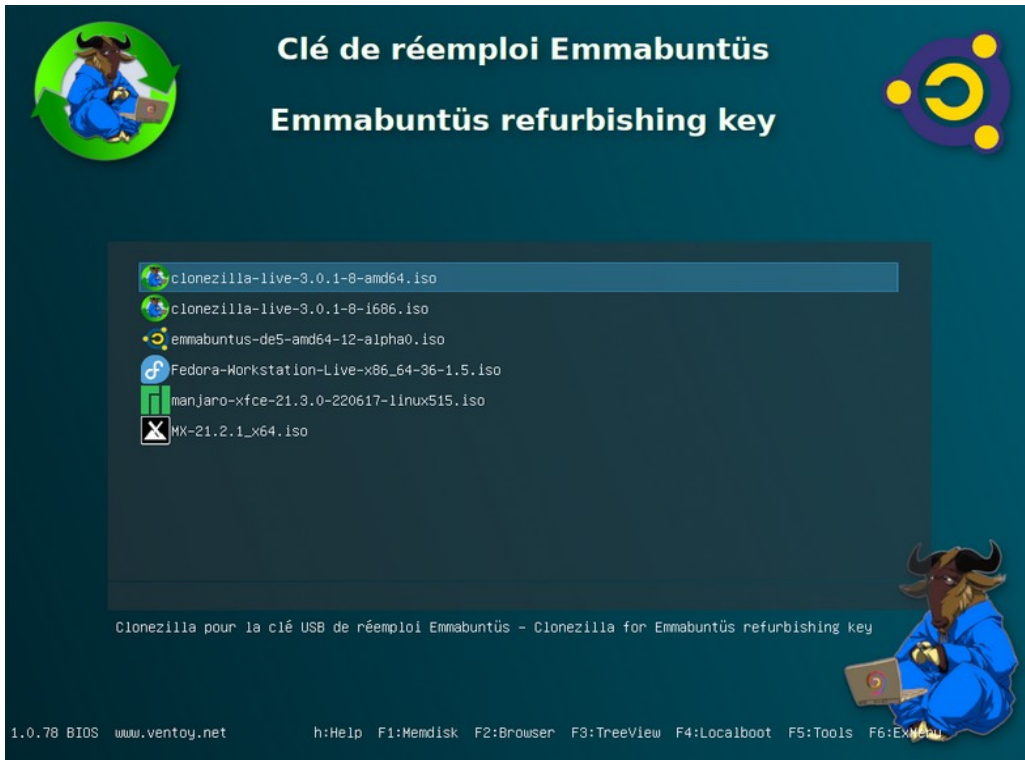 Clé de réemploi Emmabuntüs
Emmabuntüs refurbishing key
clonezilla-live-3.0.1-8-amd64.iso
clonezilla-live-3.0.1-8-i686.iso
emmabuntus-de5-amd64-12-alpha0.iso
Fedora-Workstation-Live-x86_64-36-1.5.iso
manjaro-xfce-21.3.0-220617-linux515.iso
MX-21.2.1_x64.iso
Clonezilla pour la clé USB de réemploi Emmabuntüs - Clonezilla for Emmabuntüs refurbishing key
1.0.78 BIOS www.ventoy.net h:Help F1:Memdisk F2:Browser F3:TreeView F4:Localboot F5:Tools F6:ExMenu